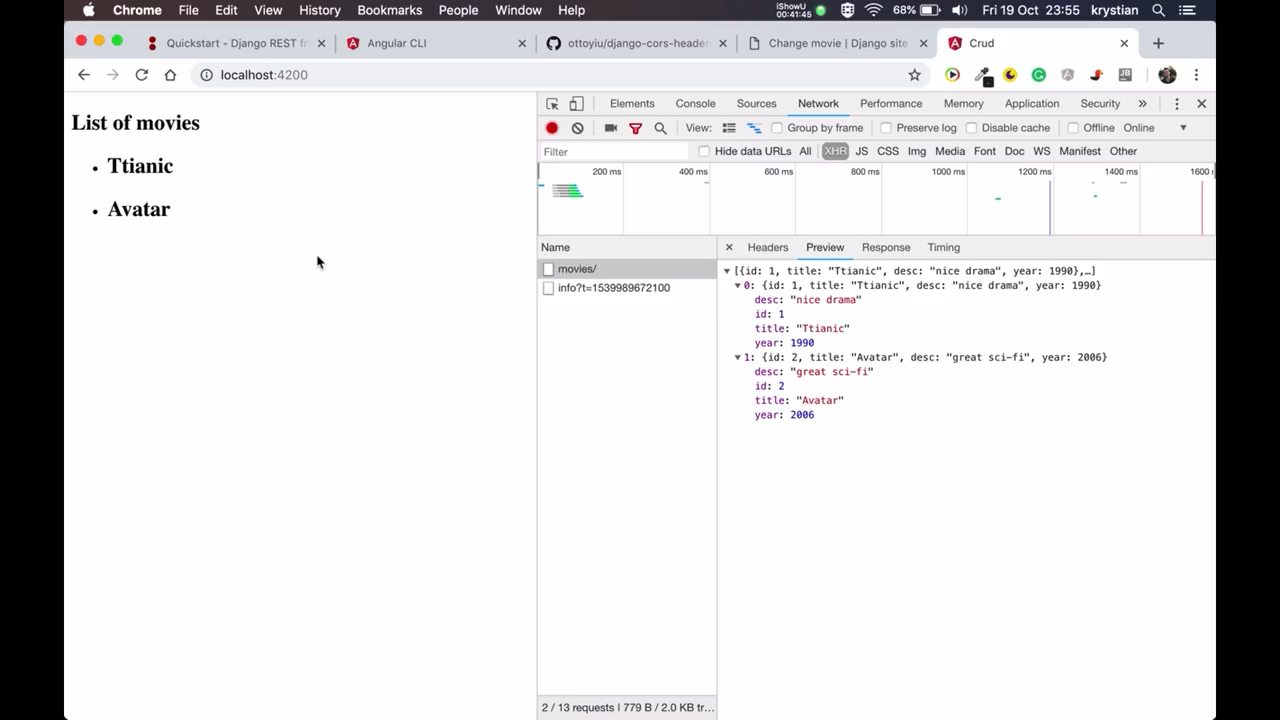 Chrome File Edit View History Bookmarks People Window Help iShowU 00:41:45 68% Fri 19 Oct 23:55 krystian
Quickstart - Django REST fr Angular CLI ottoyiu/django-cors-header Change movie | Django site Crud
localhost:4200
List of movies
• Ttianic
• Avatar
Elements Console Sources Network Performance Memory Application Security »
View: Group by frame Preserve log Disable cache Offline Online
Filter Hide data URLs All XHR JS CSS Img Media Font Doc WS Manifest Other
200 ms 400 ms 600 ms 800 ms 1000 ms 1200 ms 1400 ms 1600
Name Headers Preview Response Timing
movies/
info?t=1539989672100
[{id: 1, title: "Ttianic", desc: "nice drama", year: 1990},…]
0: {id: 1, title: "Ttianic", desc: "nice drama", year: 1990}
desc: "nice drama"
id: 1
title: "Ttianic"
year: 1990
1: {id: 2, title: "Avatar", desc: "great sci-fi", year: 2006}
desc: "great sci-fi"
id: 2
title: "Avatar"
year: 2006
2 / 13 requests | 779 B / 2.0 KB tr…